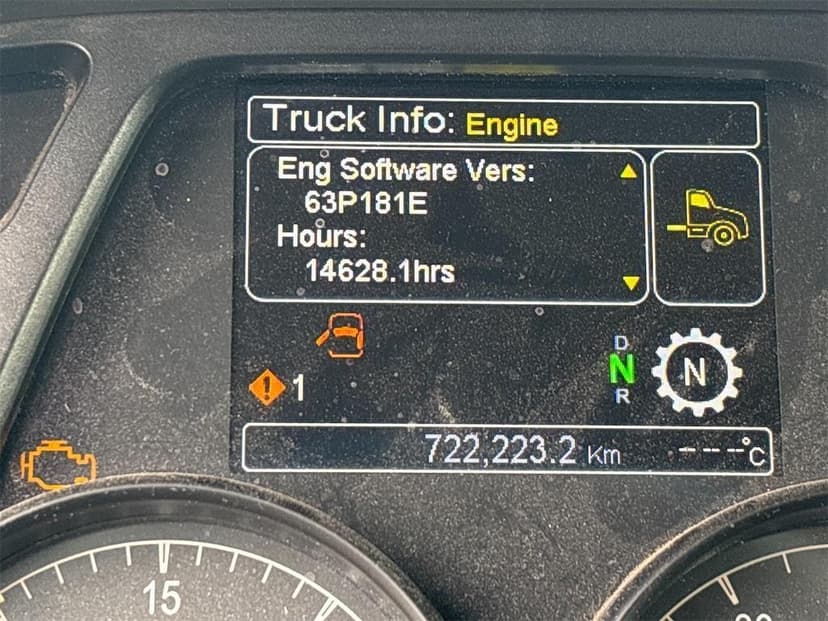 Truck Info: Engine
Eng Software Vers:
63P181E
Hours:
14628.1hrs
D
N
R
N
! 1
722,223.2 Km -- -- --°C
15